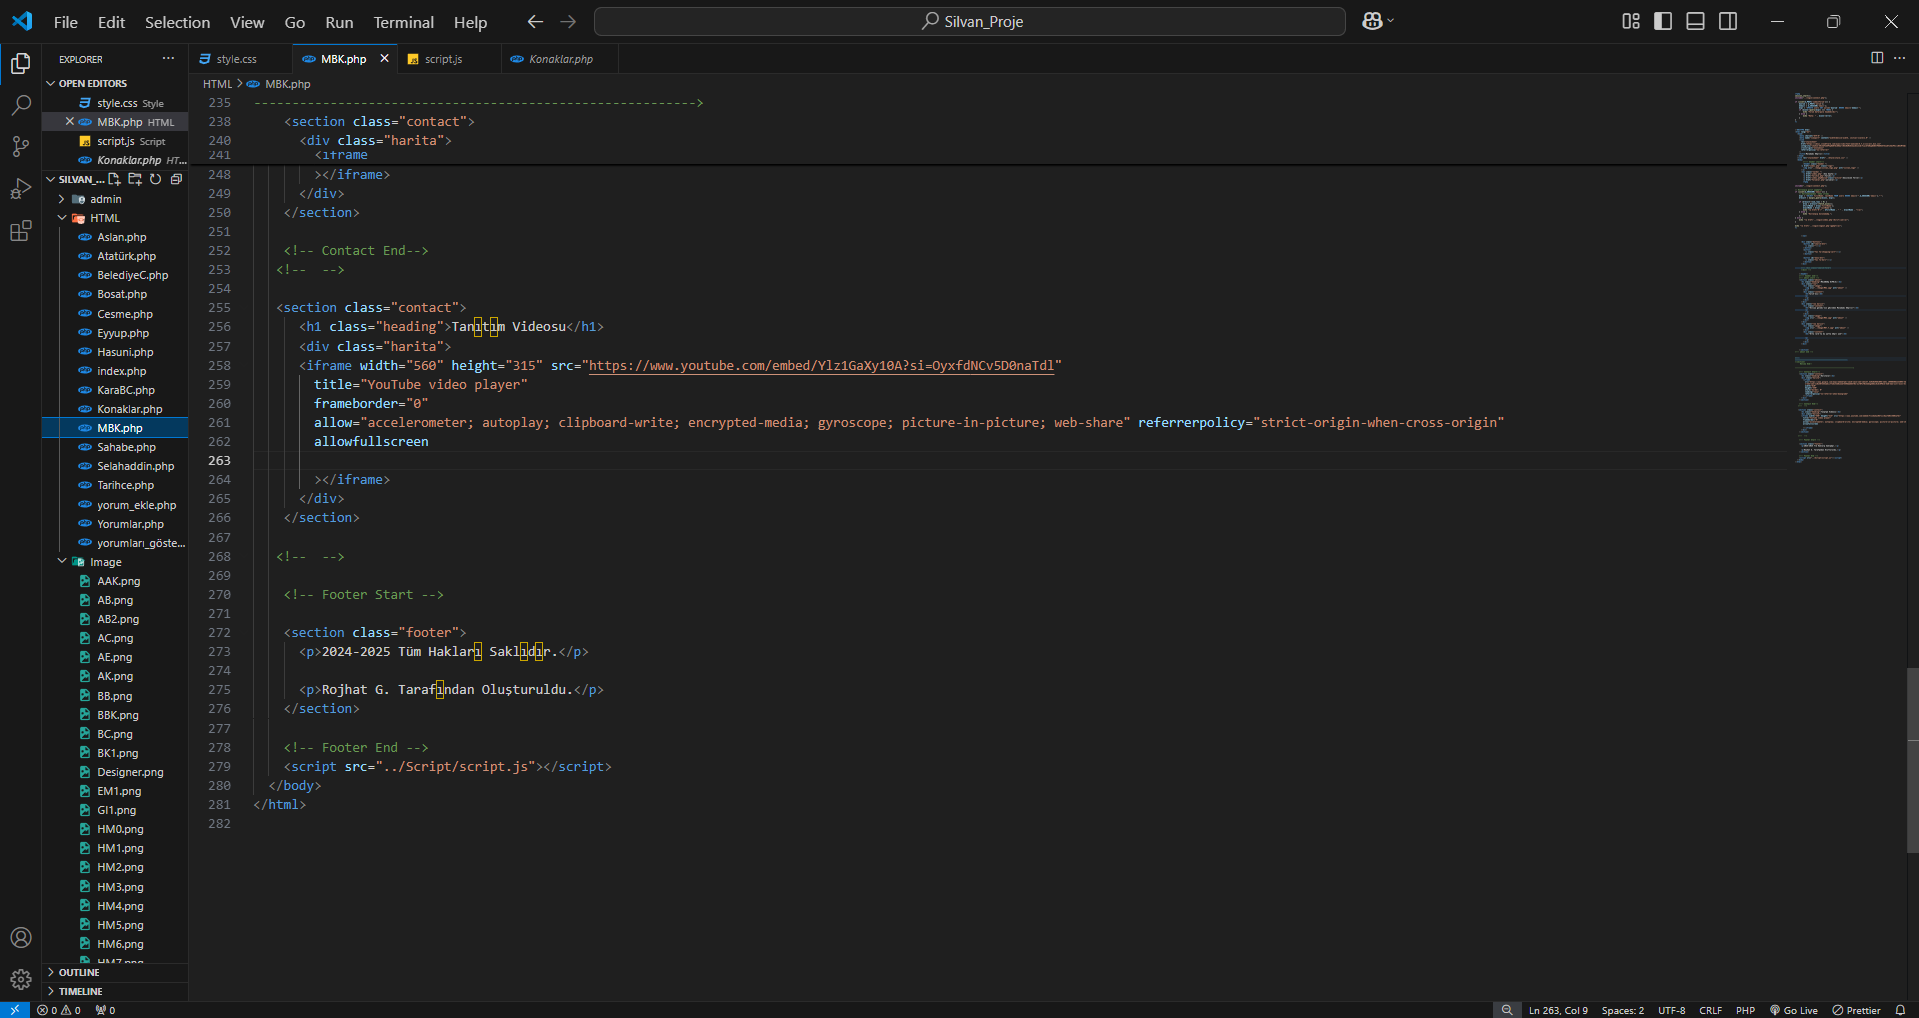 File Edit Selection View Go Run Terminal Help
Silvan_Proje
EXPLORER
OPEN EDITORS
style.css Style
MBK.php HTML
script.js Script
Konaklar.php HT...
SILVAN_...
admin
HTML
Aslan.php
Atatürk.php
BelediyeC.php
Bosat.php
Cesme.php
Eyyup.php
Hasuni.php
index.php
KaraBC.php
Konaklar.php
MBK.php
Sahabe.php
Selahaddin.php
Tarihce.php
yorum_ekle.php
Yorumlar.php
yorumları_göste...
Image
AAK.png
AB.png
AB2.png
AC.png
AE.png
AK.png
BB.png
BBK.png
BC.png
BK1.png
Designer.png
EM1.png
GI1.png
HM0.png
HM1.png
HM2.png
HM3.png
HM4.png
HM5.png
HM6.png
HM7.png
OUTLINE
TIMELINE
style.css MBK.php script.js Konaklar.php
HTML > MBK.php
235 ---------------------------------------------------------->
238 <section class="contact">
240 <div class="harita">
241 <iframe
248 ></iframe>
249 </div>
250 </section>
251
252 <!-- Contact End-->
253 <!--  -->
254
255 <section class="contact">
256 <h1 class="heading">Tanıtım Videosu</h1>
257 <div class="harita">
258 <iframe width="560" height="315" src="https://www.youtube.com/embed/Ylz1GaXy10A?si=OyxfdNCv5D0naTdl"
259 title="YouTube video player"
260 frameborder="0"
261 allow="accelerometer; autoplay; clipboard-write; encrypted-media; gyroscope; picture-in-picture; web-share" referrerpolicy="strict-origin-when-cross-origin"
262 allowfullscreen
263
264 ></iframe>
265 </div>
266 </section>
267
268 <!--  -->
269
270 <!-- Footer Start -->
271
272 <section class="footer">
273 <p>2024-2025 Tüm Hakları Saklıdır.</p>
274
275 <p>Rojhat G. Tarafından Oluşturuldu.</p>
276 </section>
277
278 <!-- Footer End -->
279 <script src="../Script/script.js"></script>
280 </body>
281 </html>
282
0 0 0
Ln 263, Col 9 Spaces: 2 UTF-8 CRLF PHP Go Live Prettier